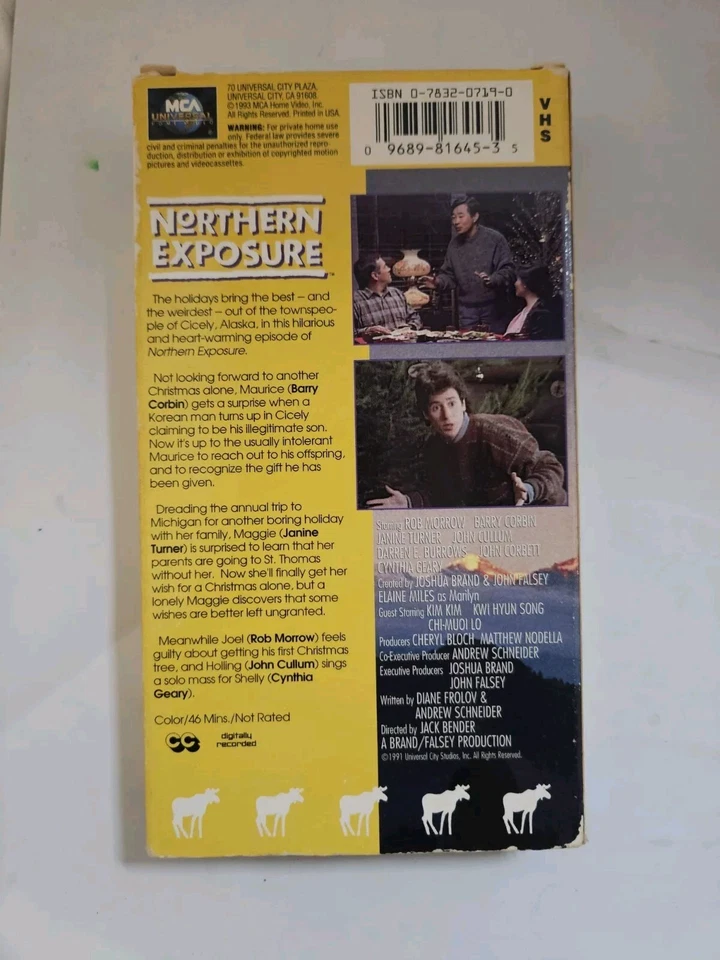 MCA
UNIVERSAL
HOME VIDEO
70 UNIVERSAL CITY PLAZA,
UNIVERSAL CITY, CA 91608.
©1993 MCA Home Video, Inc.
All Rights Reserved. Printed in USA.
WARNING: For private home use
only. Federal law provides severe
civil and criminal penalties for the unauthorized repro-
duction, distribution or exhibition of copyrighted motion
pictures and videocassettes.
ISBN 0-7832-0719-0
0 9689-81645-3 5
VHS
NORTHERN
EXPOSURE™
The holidays bring the best – and
the weirdest – out of the townspeo-
ple of Cicely, Alaska, in this hilarious
and heart-warming episode of
Northern Exposure.
Not looking forward to another
Christmas alone, Maurice (Barry
Corbin) gets a surprise when a
Korean man turns up in Cicely
claiming to be his illegitimate son.
Now it's up to the usually intolerant
Maurice to reach out to his offspring,
and to recognize the gift he has
been given.
Dreading the annual trip to
Michigan for another boring holiday
with her family, Maggie (Janine
Turner) is surprised to learn that her
parents are going to St. Thomas
without her. Now she'll finally get her
wish for a Christmas alone, but a
lonely Maggie discovers that some
wishes are better left ungranted.
Meanwhile Joel (Rob Morrow) feels
guilty about getting his first Christmas
tree, and Holling (John Cullum) sings
a solo mass for Shelly (Cynthia
Geary).
Color/46 Mins./Not Rated
CC digitally
recorded
Starring ROB MORROW BARRY CORBIN
JANINE TURNER JOHN CULLUM
DARREN E. BURROWS JOHN CORBETT
CYNTHIA GEARY
Created by JOSHUA BRAND & JOHN FALSEY
ELAINE MILES as Marilyn
Guest Starring KIM KIM KWI HYUN SONG
CHI-MUOI LO
Producers CHERYL BLOCH MATTHEW NODELLA
Co-Executive Producer ANDREW SCHNEIDER
Executive Producers JOSHUA BRAND
JOHN FALSEY
Written by DIANE FROLOV &
ANDREW SCHNEIDER
Directed by JACK BENDER
A BRAND/FALSEY PRODUCTION
©1991 Universal City Studios, Inc. All Rights Reserved.